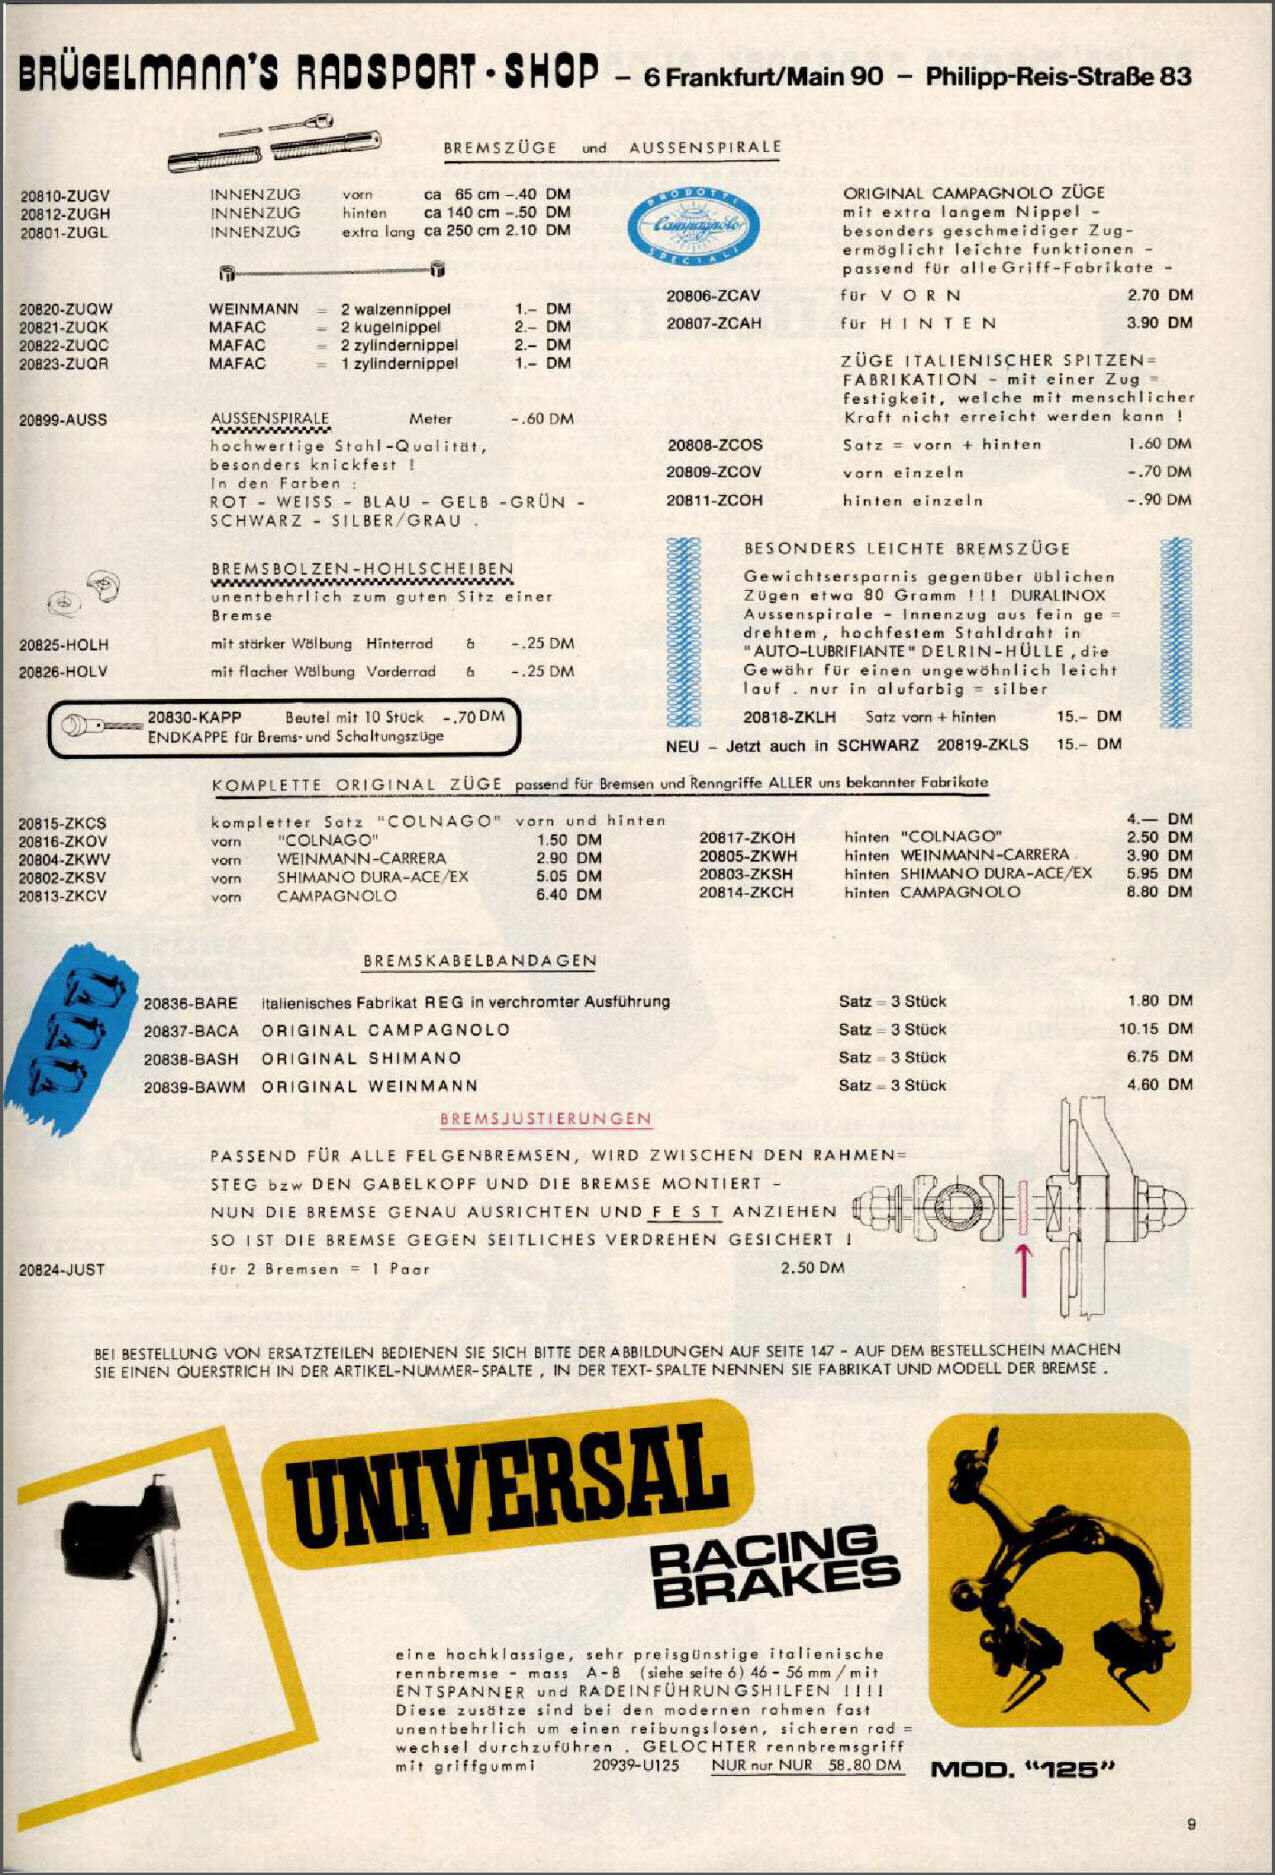 BRÜGELMANN'S RADSPORT · SHOP – 6 Frankfurt/Main 90 – Philipp-Reis-Straße 83
BREMSZÜGE und AUSSENSPIRALE
20810-ZUGV INNENZUG vorn ca 65 cm –.40 DM
20812-ZUGH INNENZUG hinten ca 140 cm –.50 DM
20801-ZUGL INNENZUG extra lang ca 250 cm 2.10 DM
20820-ZUQW WEINMANN = 2 walzennippel 1.– DM
20821-ZUQK MAFAC = 2 kugelnippel 2.– DM
20822-ZUQC MAFAC = 2 zylindernippel 2.– DM
20823-ZUQR MAFAC = 1 zylindernippel 1.– DM
20899-AUSS AUSSENSPIRALE Meter –.60 DM
hochwertige Stahl-Qualität,
besonders knickfest !
In den Farben :
ROT – WEISS – BLAU – GELB –GRÜN –
SCHWARZ – SILBER/GRAU .
BREMSBOLZEN-HOHLSCHEIBEN
unentbehrlich zum guten Sitz einer
Bremse
20825-HOLH mit stärker Wölbung Hinterrad à –.25 DM
20826-HOLV mit flacher Wölbung Vorderrad à –.25 DM
20830-KAPP Beutel mit 10 Stück –.70 DM
ENDKAPPE für Brems-und Schaltungszüge
PRODOTTI
Campagnolo
SPECIALI
ORIGINAL CAMPAGNOLO ZÜGE
mit extra langem Nippel –
besonders geschmeidiger Zug–
ermöglicht leichte funktionen –
passend für alle Griff-Fabrikate –
20806-ZCAV für VORN 2.70 DM
20807-ZCAH für HINTEN 3.90 DM
ZÜGE ITALIENISCHER SPITZEN=
FABRIKATION – mit einer Zug =
festigkeit, welche mit menschlicher
Kraft nicht erreicht werden kann !
20808-ZCOS Satz = vorn + hinten 1.60 DM
20809-ZCOV vorn einzeln –.70 DM
20811-ZCOH hinten einzeln –.90 DM
BESONDERS LEICHTE BREMSZÜGE
Gewichtsersparnis gegenüber üblichen
Zügen etwa 80 Gramm !!! DURALINOX
Aussenspirale – Innenzug aus fein ge =
drehtem, hochfestem Stahldraht in
"AUTO-LUBRIFIANTE" DELRIN-HÜLLE ,die
Gewähr für einen ungewöhnlich leicht
lauf . nur in alufarbig = silber
20818-ZKLH Satz vorn + hinten 15.– DM
NEU – Jetzt auch in SCHWARZ 20819-ZKLS 15.– DM
KOMPLETTE ORIGINAL ZÜGE passend für Bremsen und Renngriffe ALLER uns bekannter Fabrikate
20815-ZKCS kompletter Satz "COLNAGO" vorn und hinten 4.— DM
20816-ZKOV vorn "COLNAGO" 1.50 DM 20817-ZKOH hinten "COLNAGO" 2.50 DM
20804-ZKWV vorn WEINMANN-CARRERA 2.90 DM 20805-ZKWH hinten WEINMANN-CARRERA 3.90 DM
20802-ZKSV vorn SHIMANO DURA-ACE/EX 5.05 DM 20803-ZKSH hinten SHIMANO DURA-ACE/EX 5.95 DM
20813-ZKCV vorn CAMPAGNOLO 6.40 DM 20814-ZKCH hinten CAMPAGNOLO 8.80 DM
BREMSKABELBANDAGEN
20836-BARE italienisches Fabrikat REG in verchromter Ausführung Satz = 3 Stück 1.80 DM
20837-BACA ORIGINAL CAMPAGNOLO Satz = 3 Stück 10.15 DM
20838-BASH ORIGINAL SHIMANO Satz = 3 Stück 6.75 DM
20839-BAWM ORIGINAL WEINMANN Satz = 3 Stück 4.60 DM
BREMSJUSTIERUNGEN
PASSEND FÜR ALLE FELGENBREMSEN, WIRD ZWISCHEN DEN RAHMEN=
STEG bzw DEN GABELKOPF UND DIE BREMSE MONTIERT –
NUN DIE BREMSE GENAU AUSRICHTEN UND FEST ANZIEHEN
SO IST DIE BREMSE GEGEN SEITLICHES VERDREHEN GESICHERT !
20824-JUST für 2 Bremsen = 1 Paar 2.50 DM
BEI BESTELLUNG VON ERSATZTEILEN BEDIENEN SIE SICH BITTE DER ABBILDUNGEN AUF SEITE 147 – AUF DEM BESTELLSCHEIN MACHEN
SIE EINEN QUERSTRICH IN DER ARTIKEL-NUMMER-SPALTE , IN DER TEXT-SPALTE NENNEN SIE FABRIKAT UND MODELL DER BREMSE .
UNIVERSAL
RACING
BRAKES
eine hochklassige, sehr preisgünstige italienische
rennbremse – mass A-B (siehe seite 6) 46 – 56 mm / mit
ENTSPANNER und RADEINFÜHRUNGSHILFEN !!!!
Diese zusätze sind bei den modernen rahmen fast
unentbehrlich um einen reibungslosen, sicheren rad =
wechsel durchzuführen . GELOCHTER rennbremsgriff
mit griffgummi 20939-U125 NUR nur NUR 58.80 DM
MOD. "125"
9